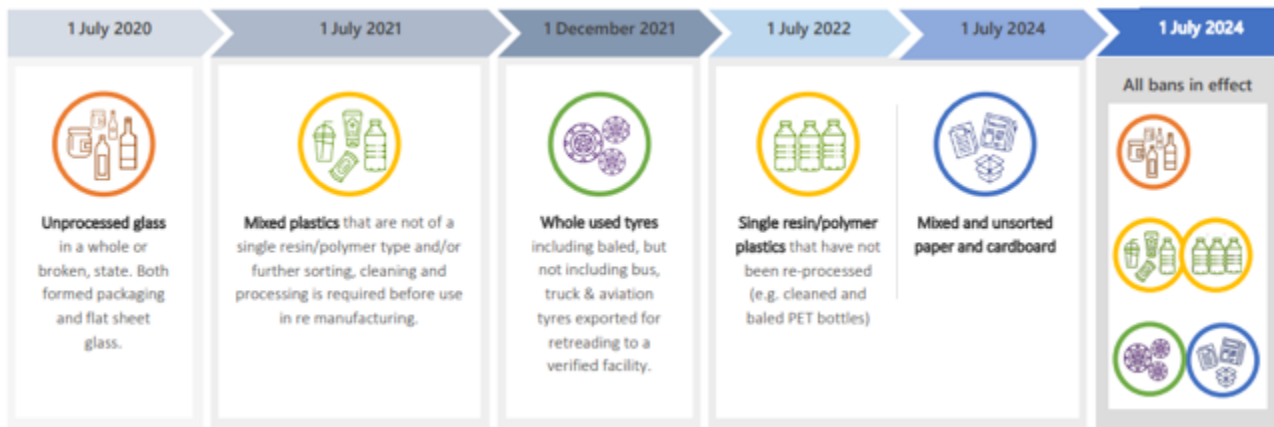 1 July 2020
1 July 2021
1 December 2021
1 July 2022
1 July 2024
1 July 2024
Unprocessed glass
in a whole or
broken, state. Both
formed packaging
and flat sheet
glass.
Mixed plastics that are not of a
single resin/polymer type and/or
further sorting, cleaning and
processing is required before use
in re manufacturing.
Whole used tyres
including baled, but
not including bus,
truck & aviation
tyres exported for
retreading to a
verified facility.
Single resin/polymer
plastics that have not
been re-processed
(e.g. cleaned and
baled PET bottles)
Mixed and unsorted
paper and cardboard
All bans in effect